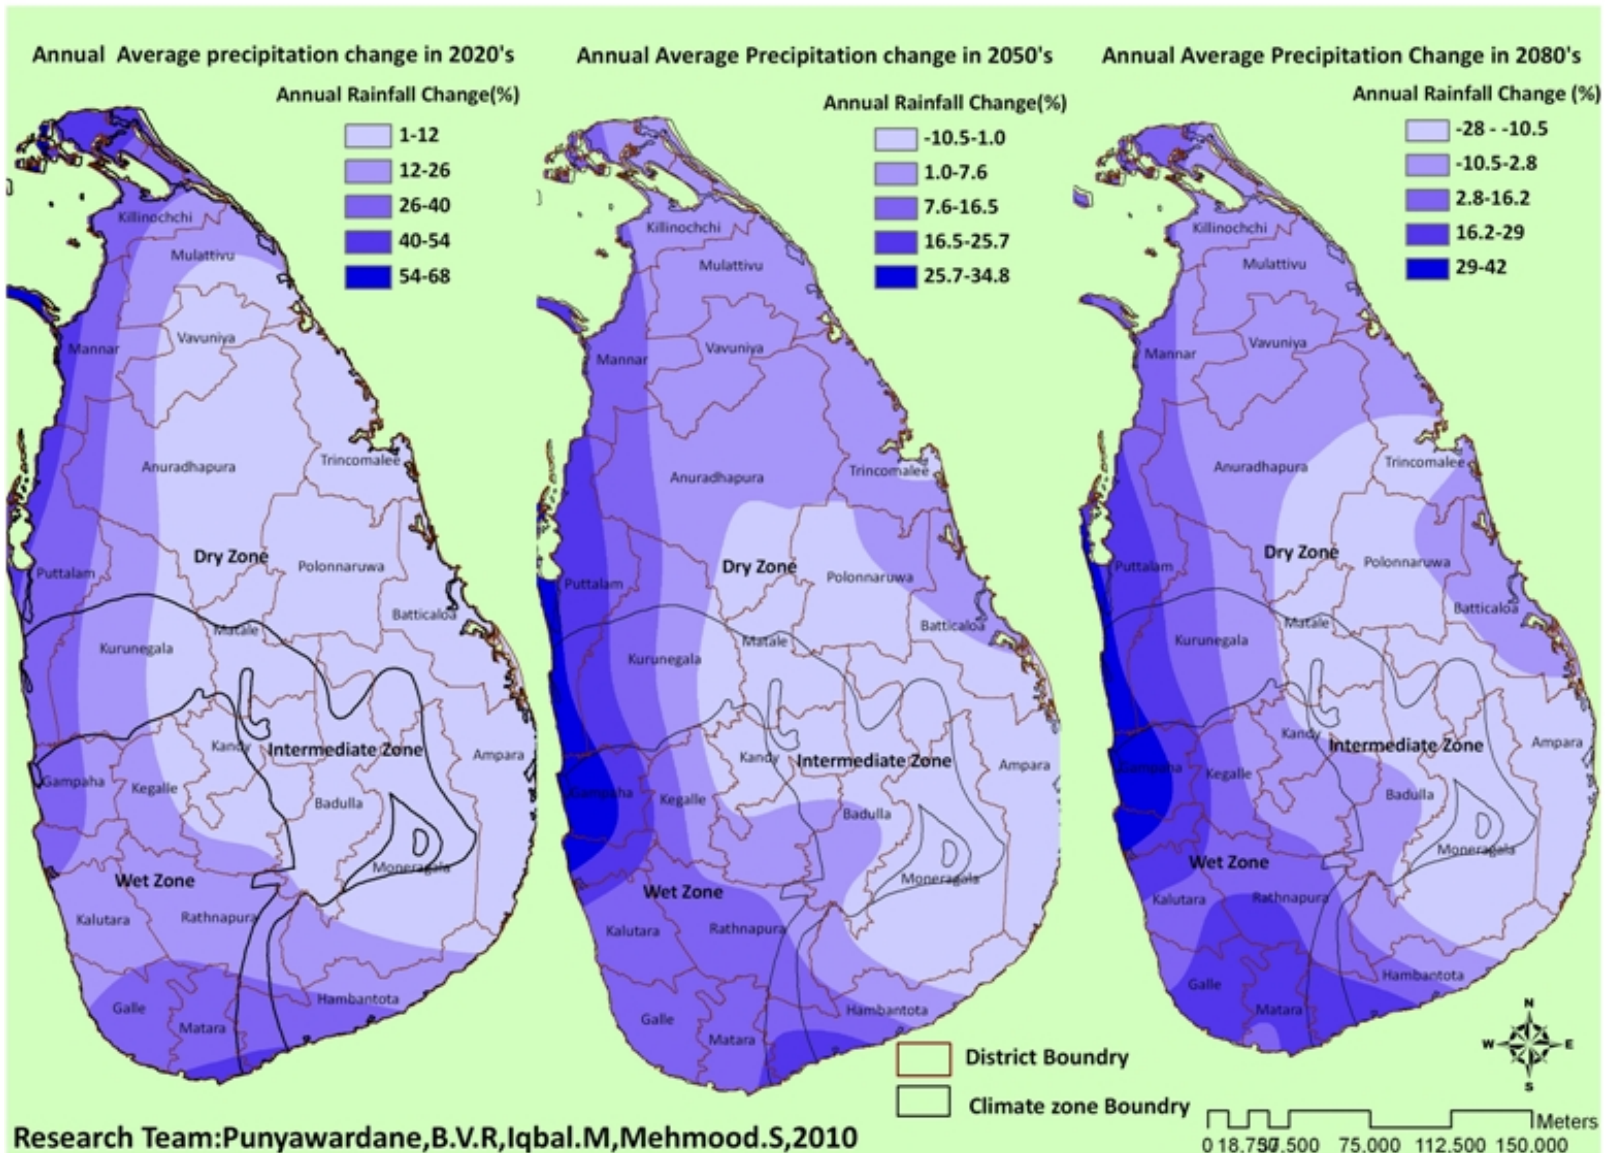 Annual Average precipitation change in 2020's
Annual Rainfall Change(%)
1-12
12-26
26-40
40-54
54-68
Killinochchi
Mulattivu
Vavuniya
Mannar
Anuradhapura
Trincomalee
Dry Zone
Polonnaruwa
Puttalam
Batticaloa
Matale
Kurunegala
Kandy
Intermediate Zone
Ampara
Gampaha
Kegalle
Badulla
Moneragala
Wet Zone
Kalutara
Rathnapura
Galle
Hambantota
Matara
Annual Average Precipitation change in 2050's
Annual Rainfall Change(%)
-10.5-1.0
1.0-7.6
7.6-16.5
16.5-25.7
25.7-34.8
Killinochchi
Mulattivu
Vavuniya
Mannar
Anuradhapura
Trincomalee
Dry Zone
Polonnaruwa
Puttalam
Batticaloa
Matale
Kurunegala
Kandy
Intermediate Zone
Ampara
Gampaha
Kegalle
Badulla
Moneragala
Wet Zone
Kalutara
Rathnapura
Galle
Hambantota
Matara
Annual Average Precipitation Change in 2080's
Annual Rainfall Change (%)
-28 - -10.5
-10.5-2.8
2.8-16.2
16.2-29
29-42
Killinochchi
Mulattivu
Vavuniya
Mannar
Anuradhapura
Trincomalee
Dry Zone
Polonnaruwa
Puttalam
Batticaloa
Matale
Kurunegala
Kandy
Intermediate Zone
Ampara
Gampaha
Kegalle
Badulla
Moneragala
Wet Zone
Kalutara
Rathnapura
Galle
Hambantota
Matara
N
W E
S
District Boundry
Climate zone Boundry
Meters
0 18,750 37,500 75,000 112,500 150,000
Research Team:Punyawardane,B.V.R,Iqbal.M,Mehmood.S,2010